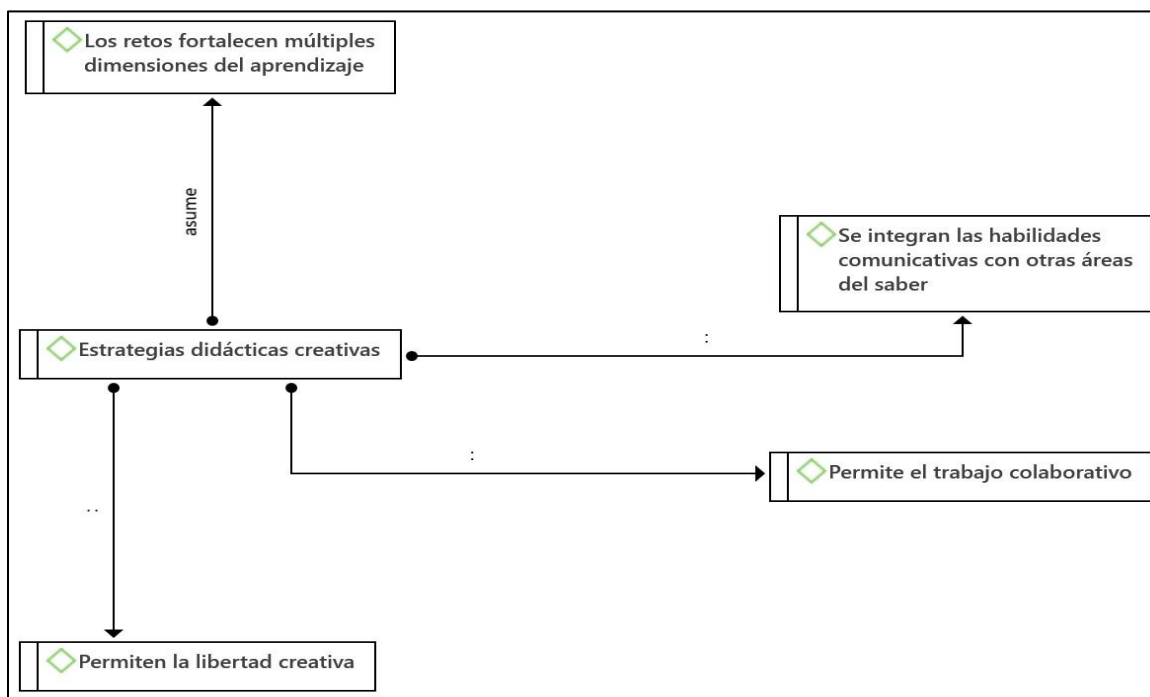 Los retos fortalecen múltiples
dimensiones del aprendizaje
asume
Se integran las habilidades
comunicativas con otras áreas
del saber
Estrategias didácticas creativas
:
:
Permite el trabajo colaborativo
..
Permiten la libertad creativa